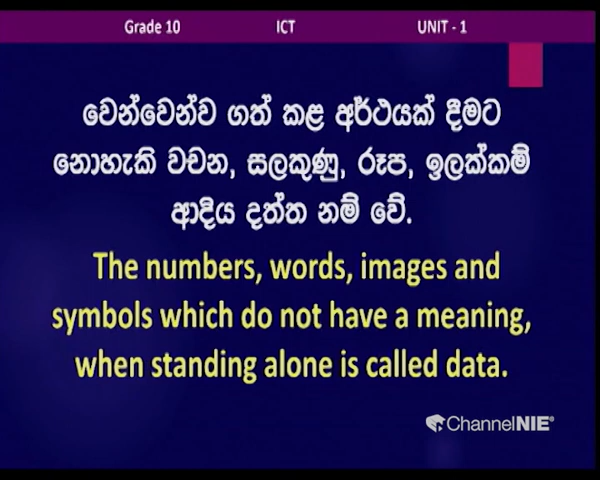 Grade 10 ICT UNIT - 1
වෙන්වෙන්ව ගත් කළ අර්ථයක් දීමට
නොහැකි වචන, සලකුණු, රූප, ඉලක්කම්
ආදිය දත්ත නම් වේ.
The numbers, words, images and
symbols which do not have a meaning,
when standing alone is called data.
ChannelNIE®